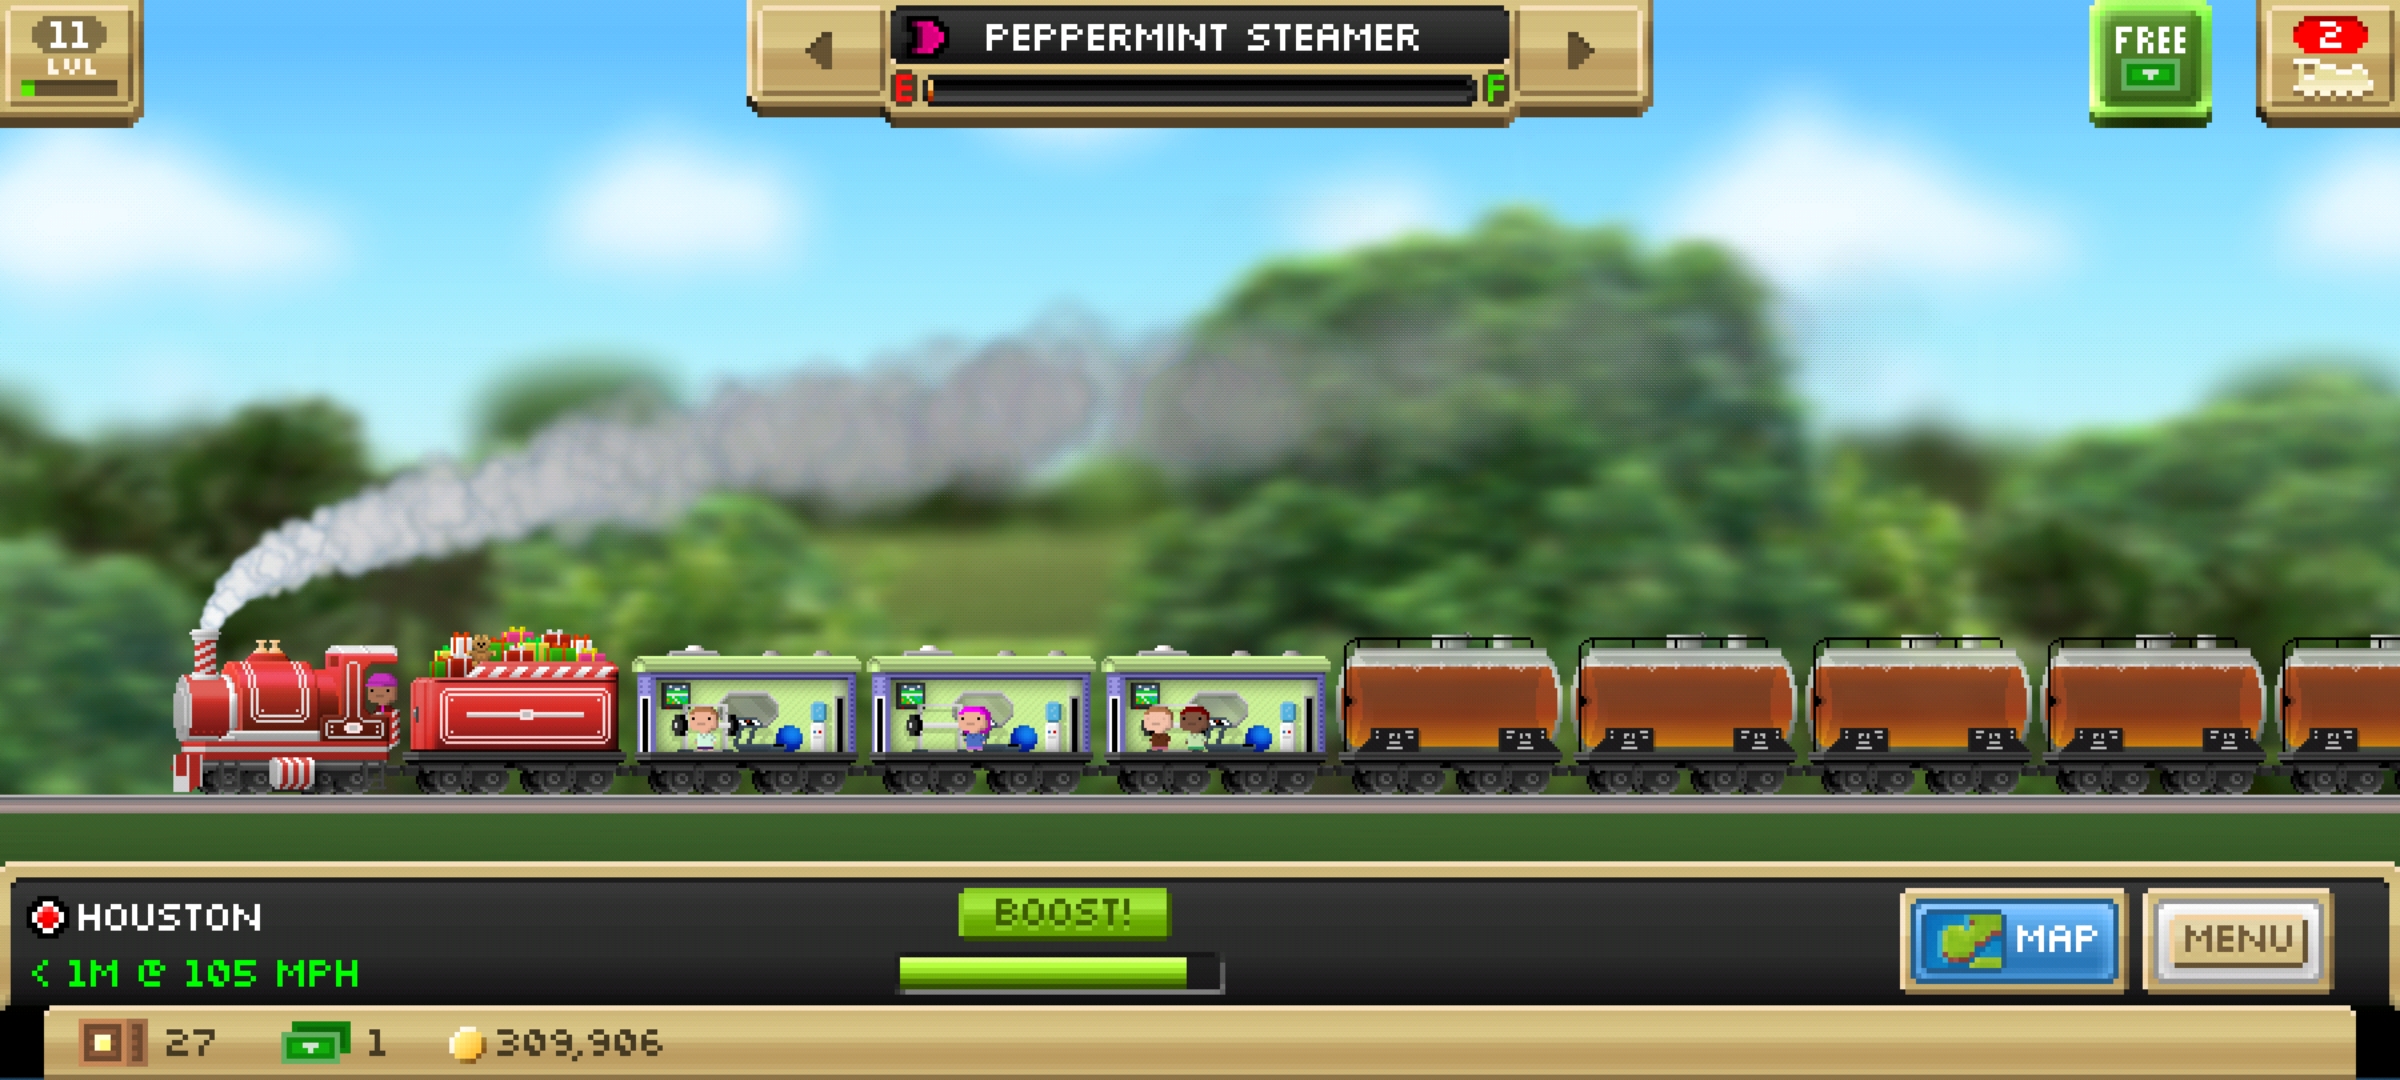 11
LVL
PEPPERMINT STEAMER
E F
FREE
2
HOUSTON
< 1M @ 105 MPH
BOOST!
MAP
MENU
27
1
309,906